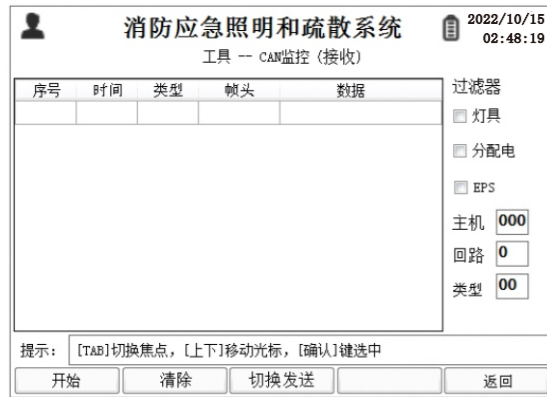 消防应急照明和疏散系统
2022/10/15
02:48:19
工具 -- CAN监控（接收）
序号 时间 类型 帧头 数据
过滤器
灯具
分配电
EPS
主机 000
回路 0
类型 00
提示： [TAB]切换焦点，[上下]移动光标，[确认]键选中
开始 清除 切换发送 返回